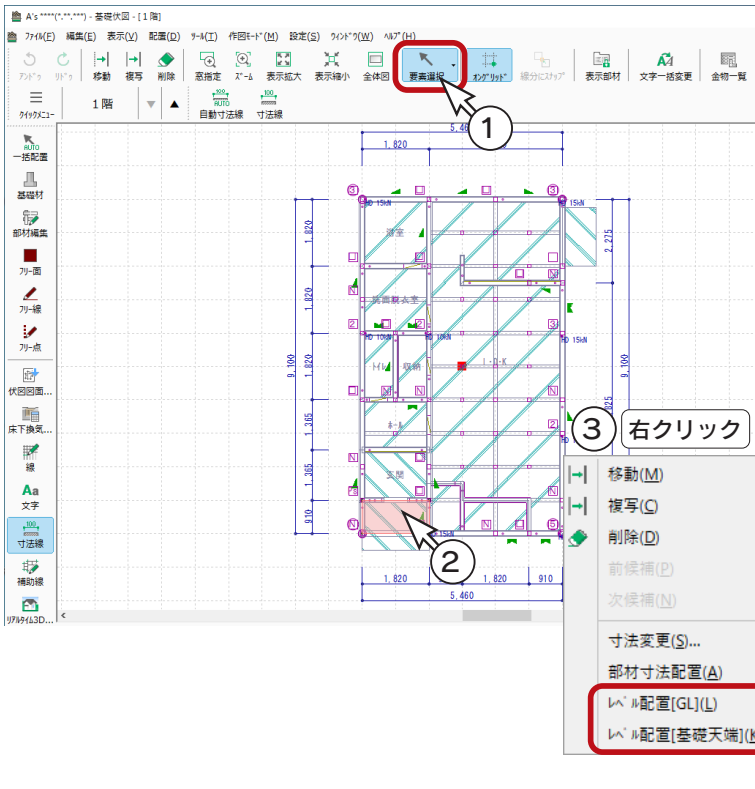 A's ****(*.**.***) - 基礎伏図 - [1 階]
ﾌｧｲﾙ(F) 編集(E) 表示(V) 配置(D) ﾂｰﾙ(T) 作図ﾓｰﾄﾞ(M) 設定(S) ｳｨﾝﾄﾞｳ(W) ﾍﾙﾌﾟ(H)
ｱﾝﾄﾞｩ ﾘﾄﾞｩ 移動 複写 削除 窓指定 ｽﾞｰﾑ 表示拡大 表示縮小 全体図 要素選択 ｵﾝｸﾞﾘｯﾄﾞ 線分にｽﾅｯﾌﾟ 表示部材 文字一括変更 金物一覧
ｸｲｯｸﾒﾆｭｰ 1 階 ▼ ▲ 自動寸法線 寸法線
①
AUTO
一括配置
基礎材
部材編集
ﾌﾘｰ面
ﾌﾘｰ線
ﾌﾘｰ点
伏図図面...
床下換気...
線
Aa
文字
寸法線
補助線
ﾘｱﾙﾀｲﾑ3D...
1,820
HD 15kN
浴室
2,275
1,820
洗面脱衣室
1,820
HD 10kN
HD 10kN
HD 15kN
9,100
1,820
ﾄｲﾚ
収納
L・D・K
9,100
ﾎｰﾙ
1,365
1,365
玄関
910
②
1,820
1,820
910
5,460
③ 右クリック
移動(M)
複写(C)
削除(D)
前候補(P)
次候補(N)
寸法変更(S)...
部材寸法配置(A)
ﾚﾍﾞﾙ配置[GL](L)
ﾚﾍﾞﾙ配置[基礎天端](K